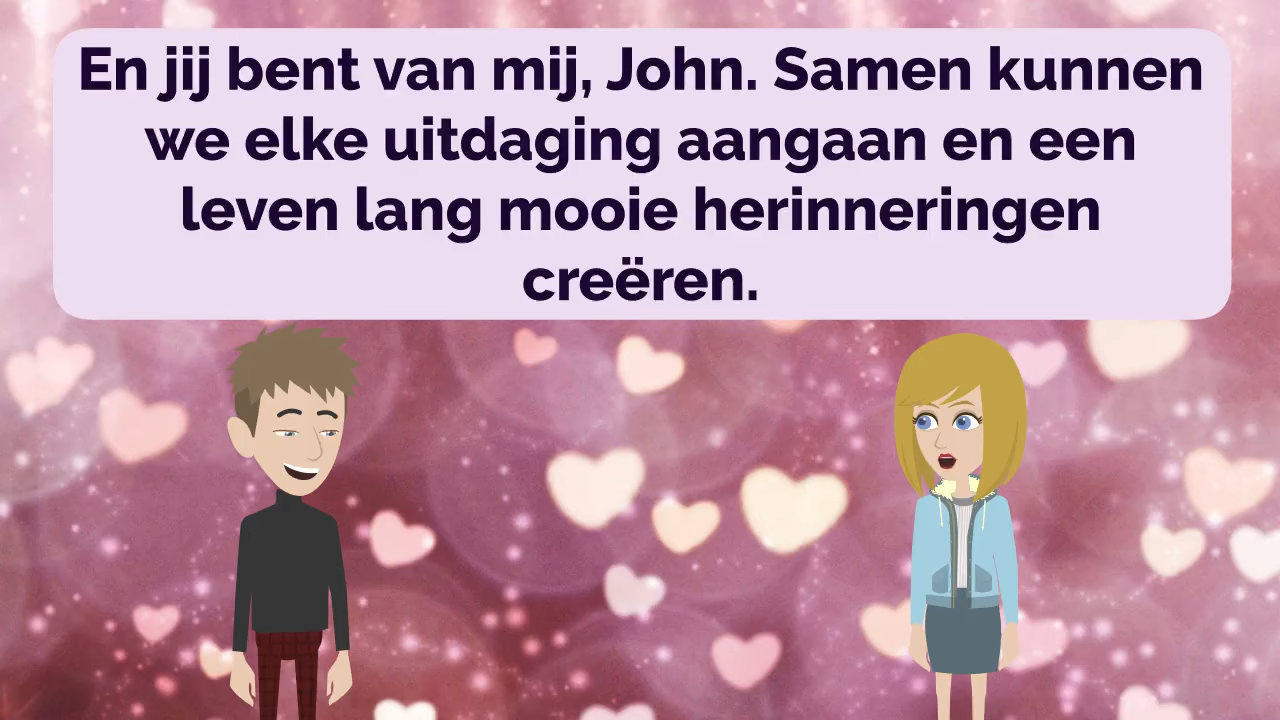 En jij bent van mij, John. Samen kunnen
we elke uitdaging aangaan en een
leven lang mooie herinneringen
creëren.